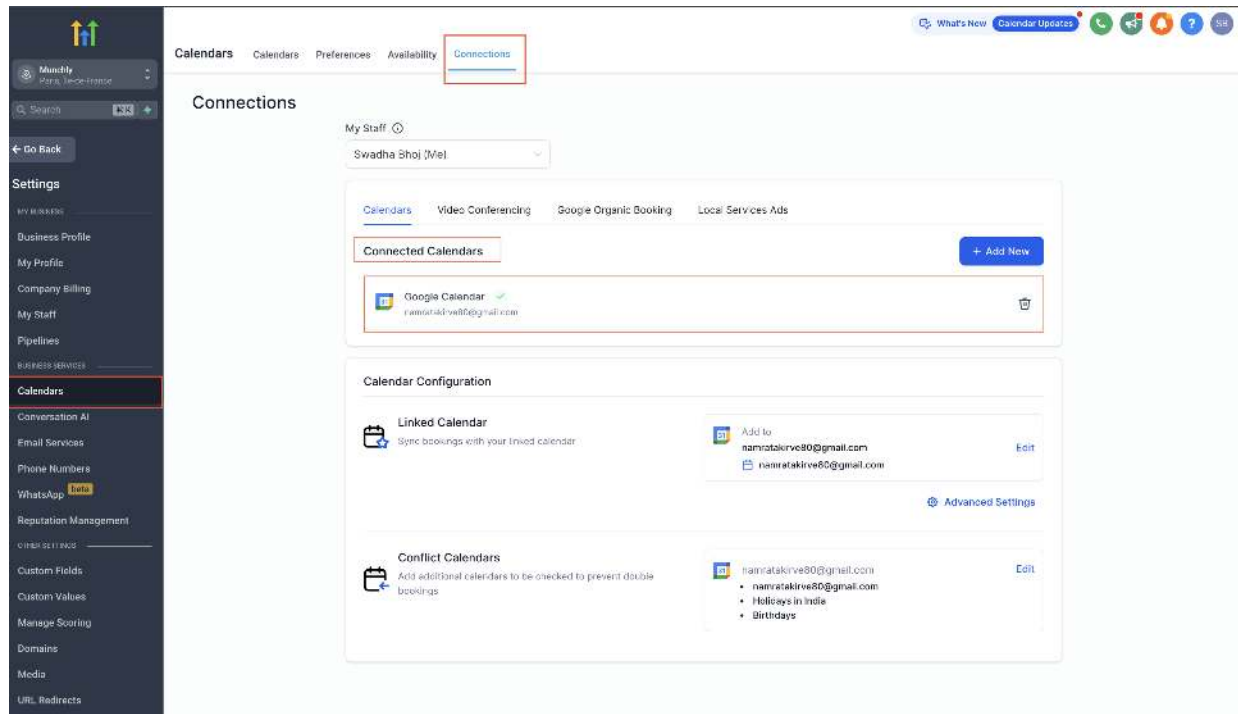 What's New Calendar Updates
SB
Calendars Calendars Preferences Availability Connections
Munchly
Search
Connections
My Staff
← Go Back
Swadha Bhoj (Me)
Settings
MY BUSINESS
Calendars Video Conferencing Google Organic Booking Local Services Ads
Business Profile
Connected Calendars
+ Add New
My Profile
Company Billing
Google Calendar
namratakirve80@gmail.com
My Staff
Pipelines
BUSINESS SERVICES
Calendar Configuration
Calendars
Conversation AI
Linked Calendar
Sync bookings with your linked calendar
Add to
namratakirve80@gmail.com
Edit
namratakirve80@gmail.com
Email Services
Phone Numbers
WhatsApp beta
Advanced Settings
Reputation Management
OTHER SETTINGS
Conflict Calendars
Add additional calendars to be checked to prevent double
bookings
namratakirve80@gmail.com
Edit
• namratakirve80@gmail.com
• Holidays in India
• Birthdays
Custom Fields
Custom Values
Manage Scoring
Domains
Media
URL Redirects